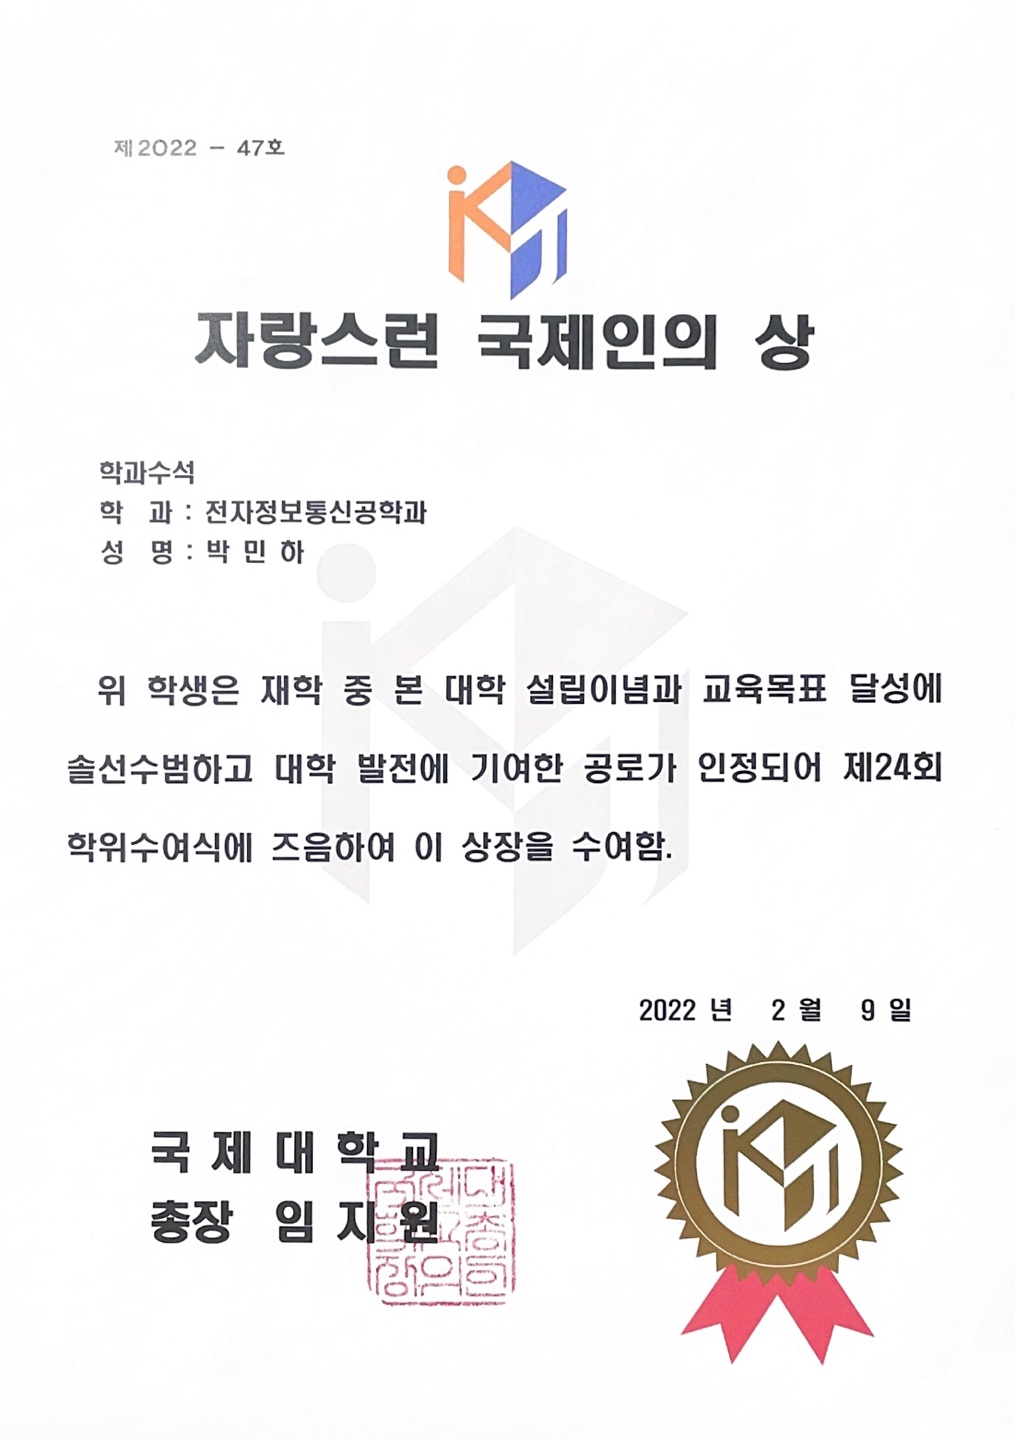 제2022 - 47호
자랑스런 국제인의 상
학과수석
학 과 : 전자정보통신공학과
성 명 : 박 민 하
위 학생은 재학 중 본 대학 설립이념과 교육목표 달성에
솔선수범하고 대학 발전에 기여한 공로가 인정되어 제24회
학위수여식에 즈음하여 이 상장을 수여함.
2022 년 2 월 9 일
국 제 대 학 교
총장 임 지 원